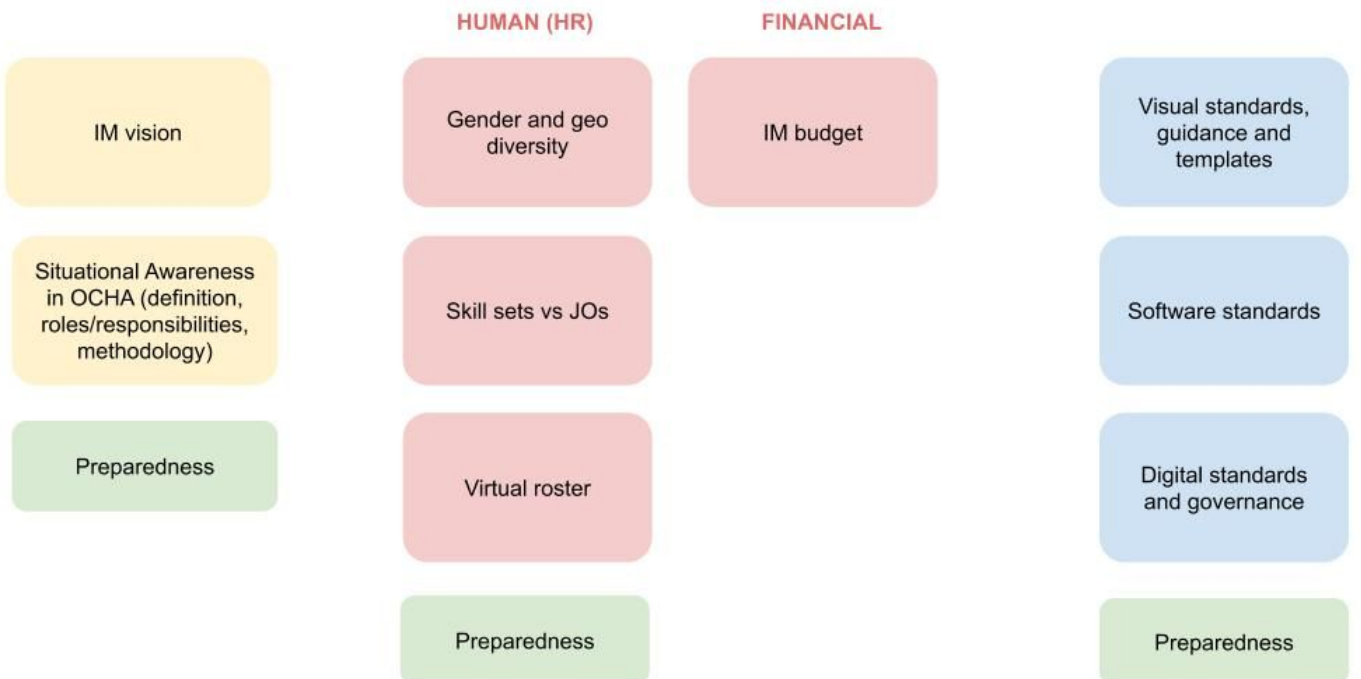 HUMAN (HR)
FINANCIAL
IM vision
Gender and geo
diversity
IM budget
Visual standards,
guidance and
templates
Situational Awareness
in OCHA (definition,
roles/responsibilities,
methodology)
Skill sets vs JOs
Software standards
Preparedness
Virtual roster
Digital standards
and governance
Preparedness
Preparedness